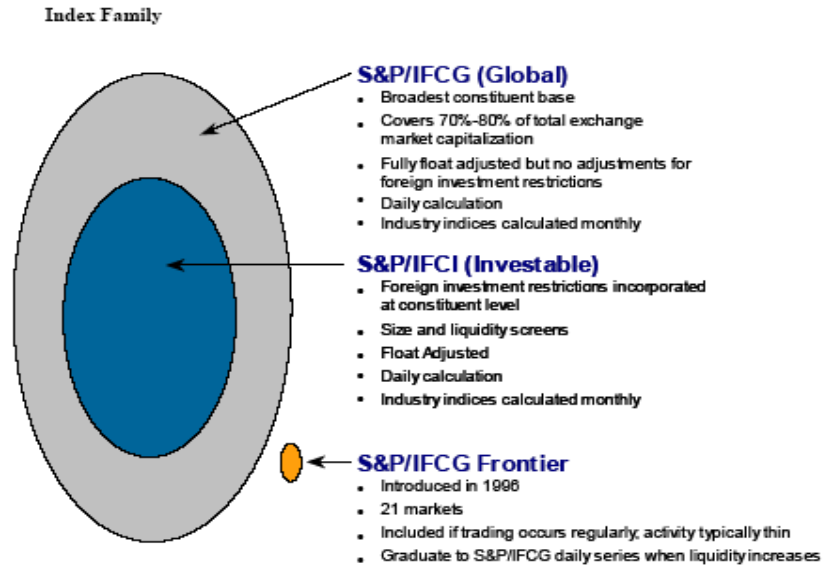 Index Family
S&P/IFCG (Global)
• Broadest constituent base
• Covers 70%-80% of total exchange
market capitalization
• Fully float adjusted but no adjustments for
foreign investment restrictions
• Daily calculation
• Industry indices calculated monthly
S&P/IFCI (Investable)
• Foreign investment restrictions incorporated
at constituent level
• Size and liquidity screens
• Float Adjusted
• Daily calculation
• Industry indices calculated monthly
S&P/IFCG Frontier
• Introduced in 1996
• 21 markets
• Included if trading occurs regularly; activity typically thin
• Graduate to S&P/IFCG daily series when liquidity increases